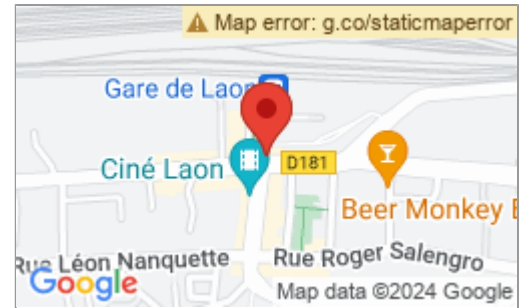 Map error: g.co/staticmaperror
Gare de Laon
Ciné Laon
D181
Beer Monkey
Rue Léon Nanquette
Rue Roger Salengro
Google
Map data ©2024 Google